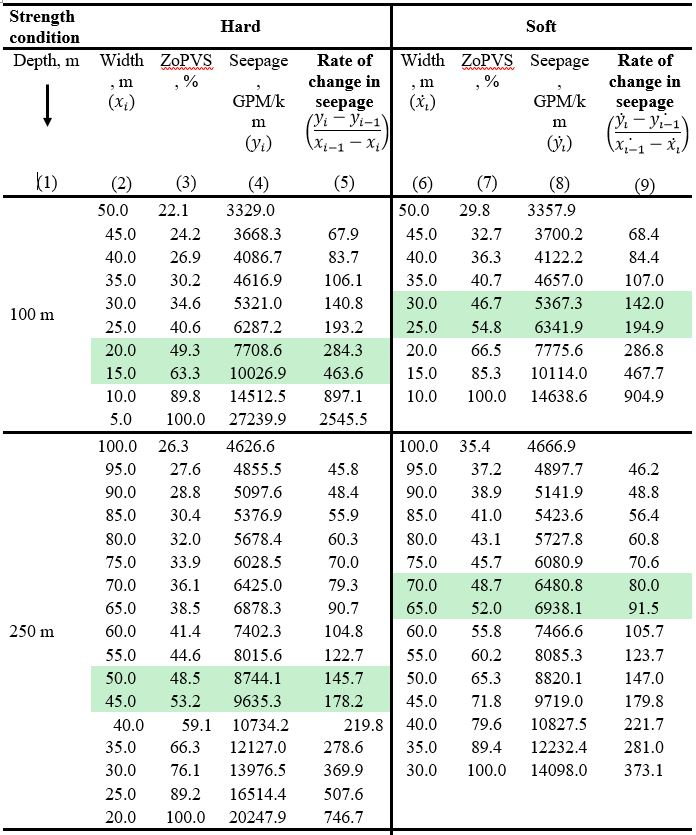 Strength condition | Hard | Soft
Depth, m (1) | Width , m (xᵢ) (2) | ZoPVS , % (3) | Seepage , GPM/k m (yᵢ) (4) | Rate of change in seepage ((yᵢ − yᵢ₋₁)/(xᵢ₋₁ − xᵢ)) (5) | Width , m (ẋᵢ) (6) | ZoPVS , % (7) | Seepage , GPM/k m (ẏᵢ) (8) | Rate of change in seepage ((ẏᵢ − ẏᵢ₋₁)/(ẋᵢ₋₁ − ẋᵢ)) (9)
50.0 22.1 3329.0 | 50.0 29.8 3357.9
45.0 24.2 3668.3 67.9 | 45.0 32.7 3700.2 68.4
40.0 26.9 4086.7 83.7 | 40.0 36.3 4122.2 84.4
35.0 30.2 4616.9 106.1 | 35.0 40.7 4657.0 107.0
100 m | 30.0 34.6 5321.0 140.8 | 30.0 46.7 5367.3 142.0
25.0 40.6 6287.2 193.2 | 25.0 54.8 6341.9 194.9
20.0 49.3 7708.6 284.3 | 20.0 66.5 7775.6 286.8
15.0 63.3 10026.9 463.6 | 15.0 85.3 10114.0 467.7
10.0 89.8 14512.5 897.1 | 10.0 100.0 14638.6 904.9
5.0 100.0 27239.9 2545.5
100.0 26.3 4626.6 | 100.0 35.4 4666.9
95.0 27.6 4855.5 45.8 | 95.0 37.2 4897.7 46.2
90.0 28.8 5097.6 48.4 | 90.0 38.9 5141.9 48.8
85.0 30.4 5376.9 55.9 | 85.0 41.0 5423.6 56.4
80.0 32.0 5678.4 60.3 | 80.0 43.1 5727.8 60.8
75.0 33.9 6028.5 70.0 | 75.0 45.7 6080.9 70.6
70.0 36.1 6425.0 79.3 | 70.0 48.7 6480.8 80.0
65.0 38.5 6878.3 90.7 | 65.0 52.0 6938.1 91.5
250 m | 60.0 41.4 7402.3 104.8 | 60.0 55.8 7466.6 105.7
55.0 44.6 8015.6 122.7 | 55.0 60.2 8085.3 123.7
50.0 48.5 8744.1 145.7 | 50.0 65.3 8820.1 147.0
45.0 53.2 9635.3 178.2 | 45.0 71.8 9719.0 179.8
40.0 59.1 10734.2 219.8 | 40.0 79.6 10827.5 221.7
35.0 66.3 12127.0 278.6 | 35.0 89.4 12232.4 281.0
30.0 76.1 13976.5 369.9 | 30.0 100.0 14098.0 373.1
25.0 89.2 16514.4 507.6
20.0 100.0 20247.9 746.7